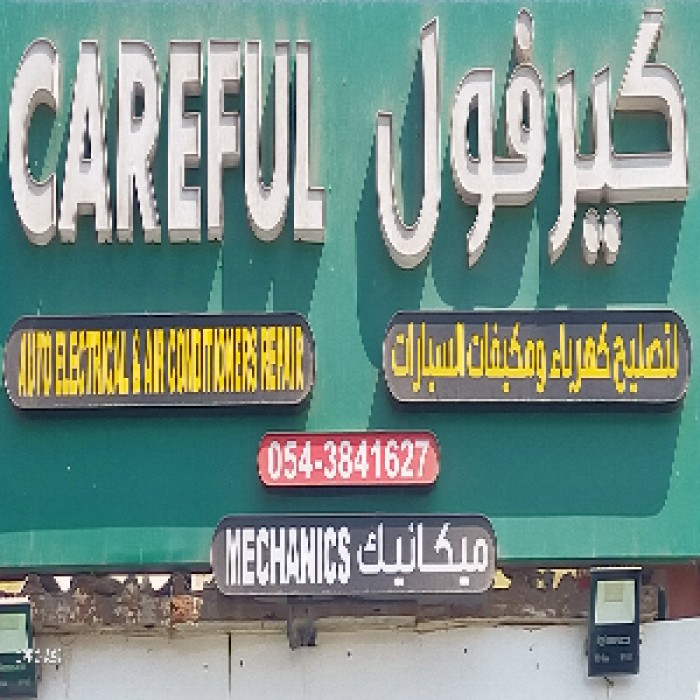 CAREFUL كيرفول
AUTO ELECTRICAL & AIR CONDITIONERS REPAIR
لتصليح كهرباء ومكيفات السيارات
054-3841627
MECHANICS ميكانيك